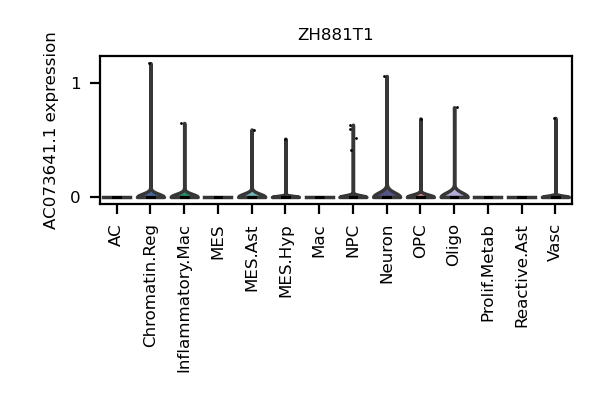 ZH881T1
AC073641.1 expression
1
0
AC
Chromatin.Reg
Inflammatory.Mac
MES
MES.Ast
MES.Hyp
Mac
NPC
Neuron
OPC
Oligo
Prolif.Metab
Reactive.Ast
Vasc